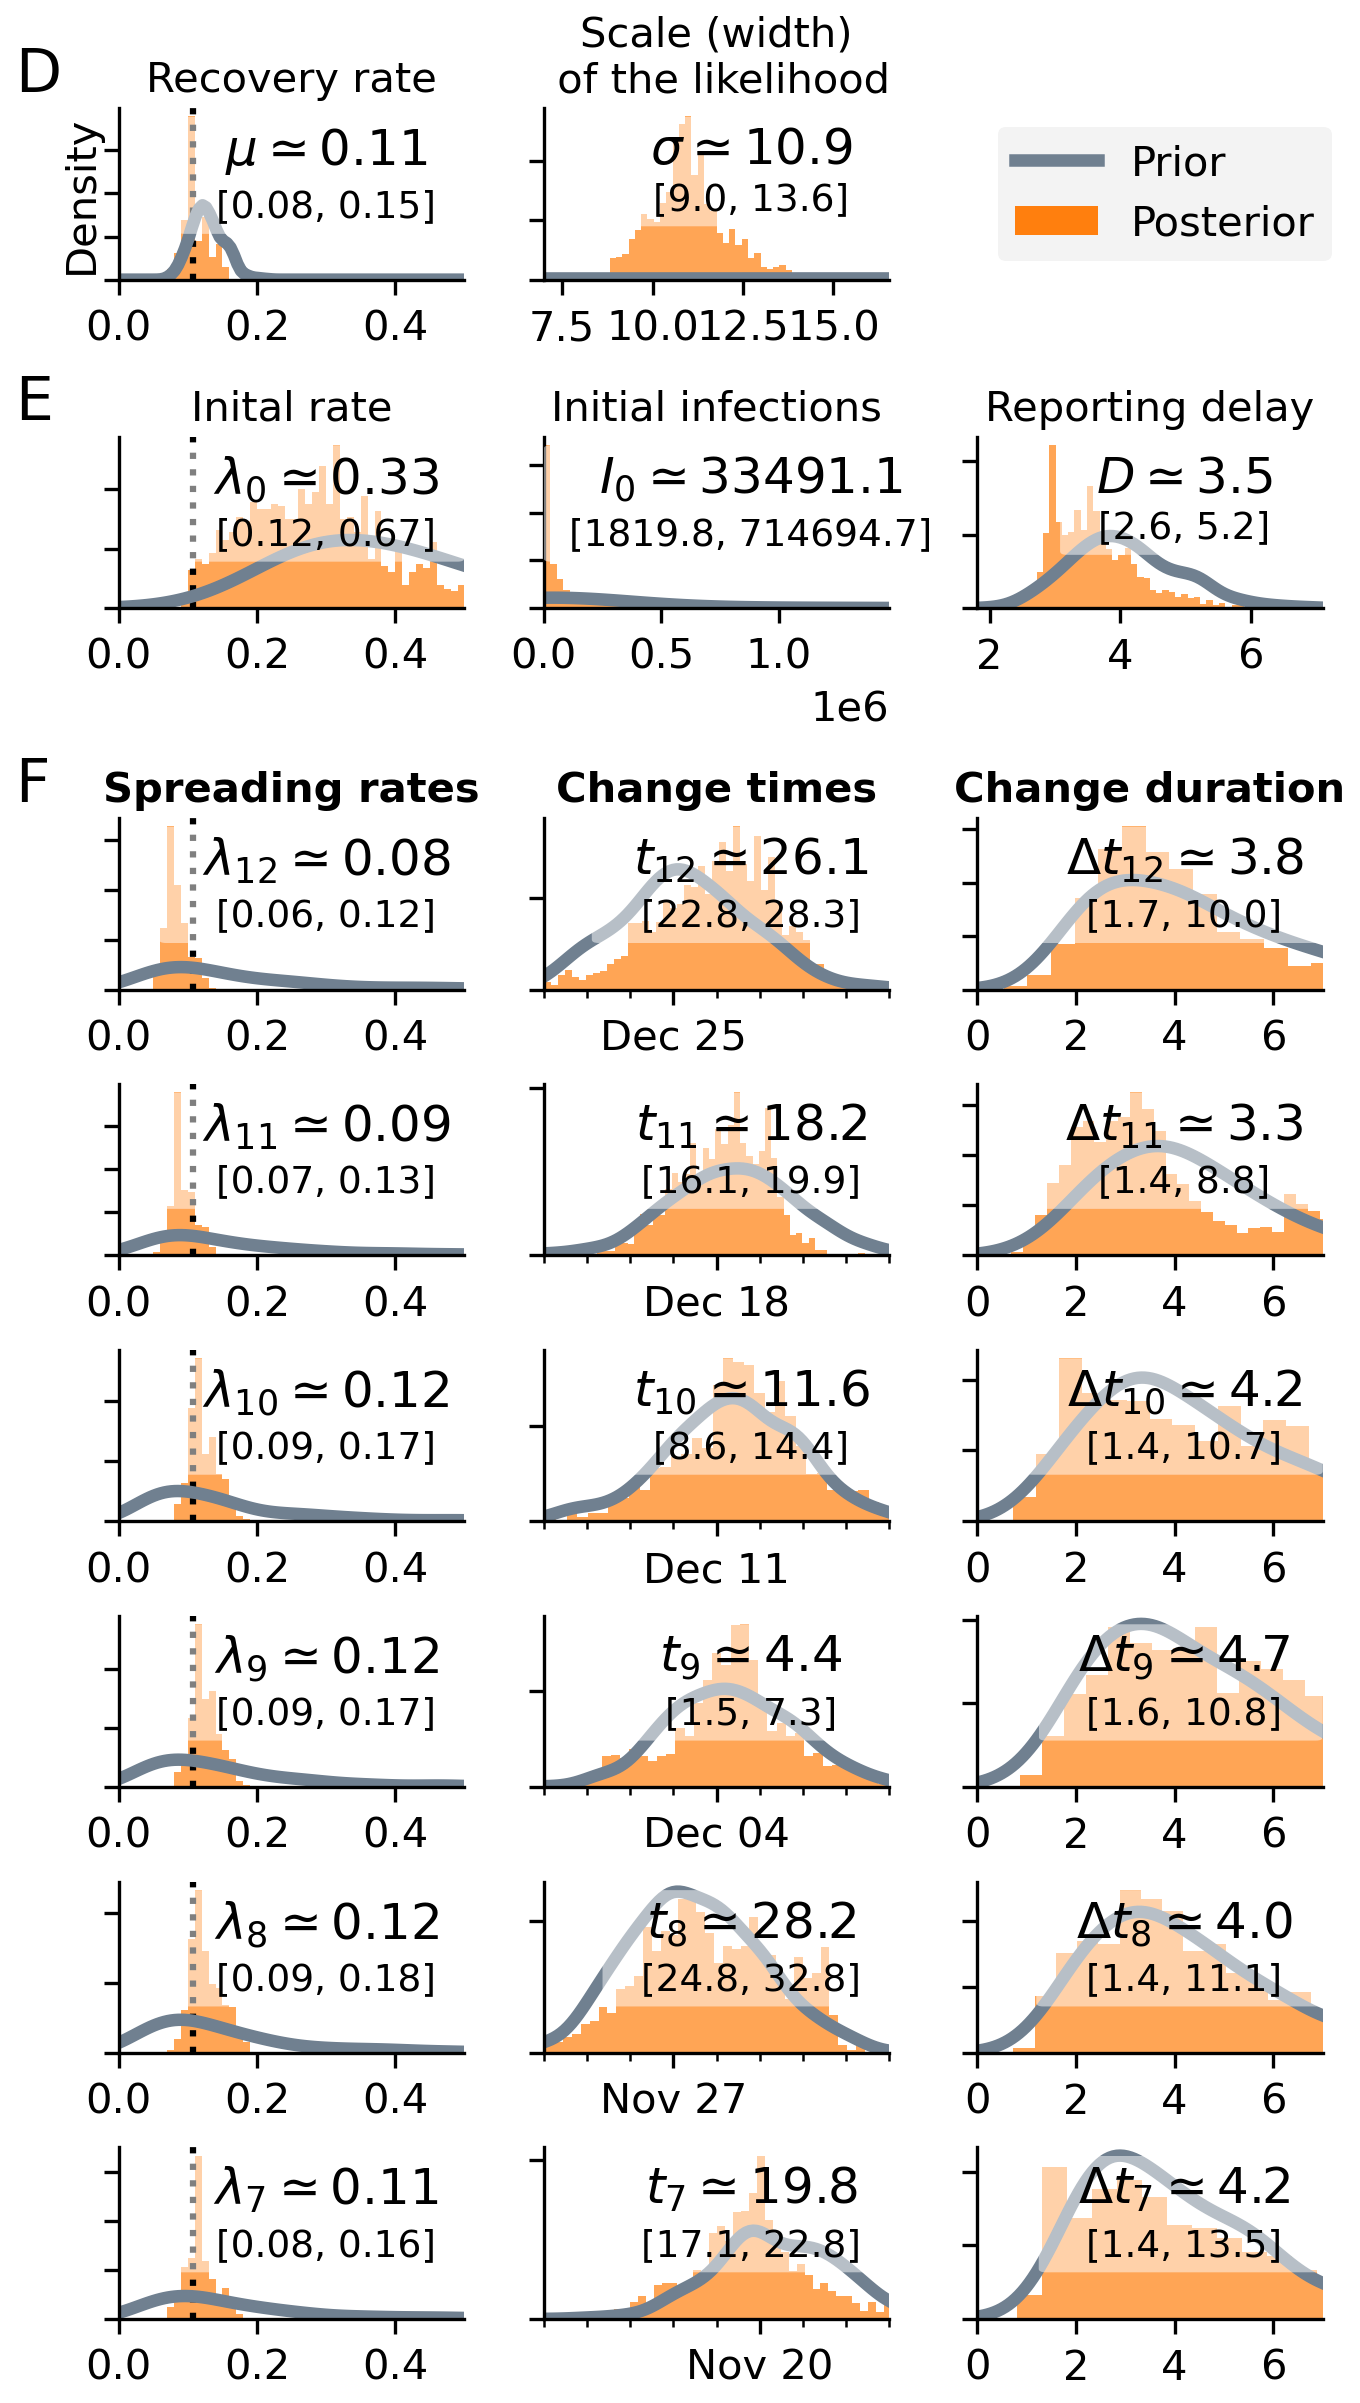 D
Recovery rate
Scale (width)
of the likelihood
Density
μ ≃ 0.11
[0.08, 0.15]
σ ≃ 10.9
[9.0, 13.6]
Prior
Posterior
0.0 0.2 0.4
7.5 10.0 12.5 15.0
E
Inital rate
Initial infections
Reporting delay
λ₀ ≃ 0.33
[0.12, 0.67]
I₀ ≃ 33491.1
[1819.8, 714694.7]
D ≃ 3.5
[2.6, 5.2]
0.0 0.2 0.4
0.0 0.5 1.0
1e6
2 4 6
F
Spreading rates
Change times
Change duration
λ₁₂ ≃ 0.08
[0.06, 0.12]
t₁₂ ≃ 26.1
[22.8, 28.3]
Δt₁₂ ≃ 3.8
[1.7, 10.0]
0.0 0.2 0.4
Dec 25
0 2 4 6
λ₁₁ ≃ 0.09
[0.07, 0.13]
t₁₁ ≃ 18.2
[16.1, 19.9]
Δt₁₁ ≃ 3.3
[1.4, 8.8]
0.0 0.2 0.4
Dec 18
0 2 4 6
λ₁₀ ≃ 0.12
[0.09, 0.17]
t₁₀ ≃ 11.6
[8.6, 14.4]
Δt₁₀ ≃ 4.2
[1.4, 10.7]
0.0 0.2 0.4
Dec 11
0 2 4 6
λ₉ ≃ 0.12
[0.09, 0.17]
t₉ ≃ 4.4
[1.5, 7.3]
Δt₉ ≃ 4.7
[1.6, 10.8]
0.0 0.2 0.4
Dec 04
0 2 4 6
λ₈ ≃ 0.12
[0.09, 0.18]
t₈ ≃ 28.2
[24.8, 32.8]
Δt₈ ≃ 4.0
[1.4, 11.1]
0.0 0.2 0.4
Nov 27
0 2 4 6
λ₇ ≃ 0.11
[0.08, 0.16]
t₇ ≃ 19.8
[17.1, 22.8]
Δt₇ ≃ 4.2
[1.4, 13.5]
0.0 0.2 0.4
Nov 20
0 2 4 6